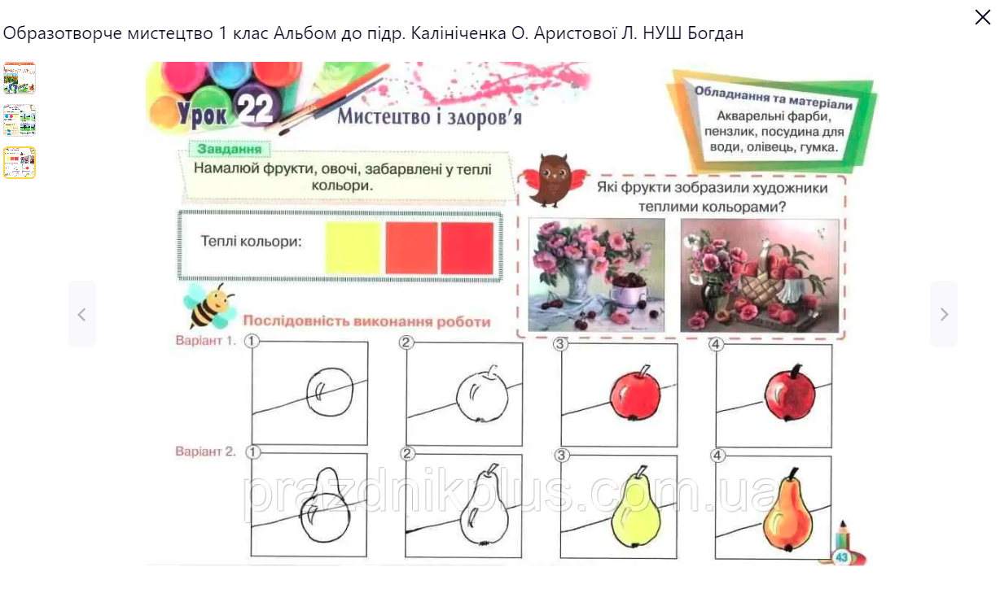 Образотворче мистецтво 1 клас Альбом до підр. Калініченка О. Аристової Л. НУШ Богдан
Урок 22
Мистецтво і здоров’я
Обладнання та матеріали
Акварельні фарби,
пензлик, посудина для
води, олівець, гумка.
Завдання
Намалюй фрукти, овочі, забарвлені у теплі
кольори.
Які фрукти зобразили художники
теплими кольорами?
Теплі кольори:
Послідовність виконання роботи
Варіант 1.
1
2
3
4
Варіант 2.
1
2
3
4
prazdnikplus.com.ua
43